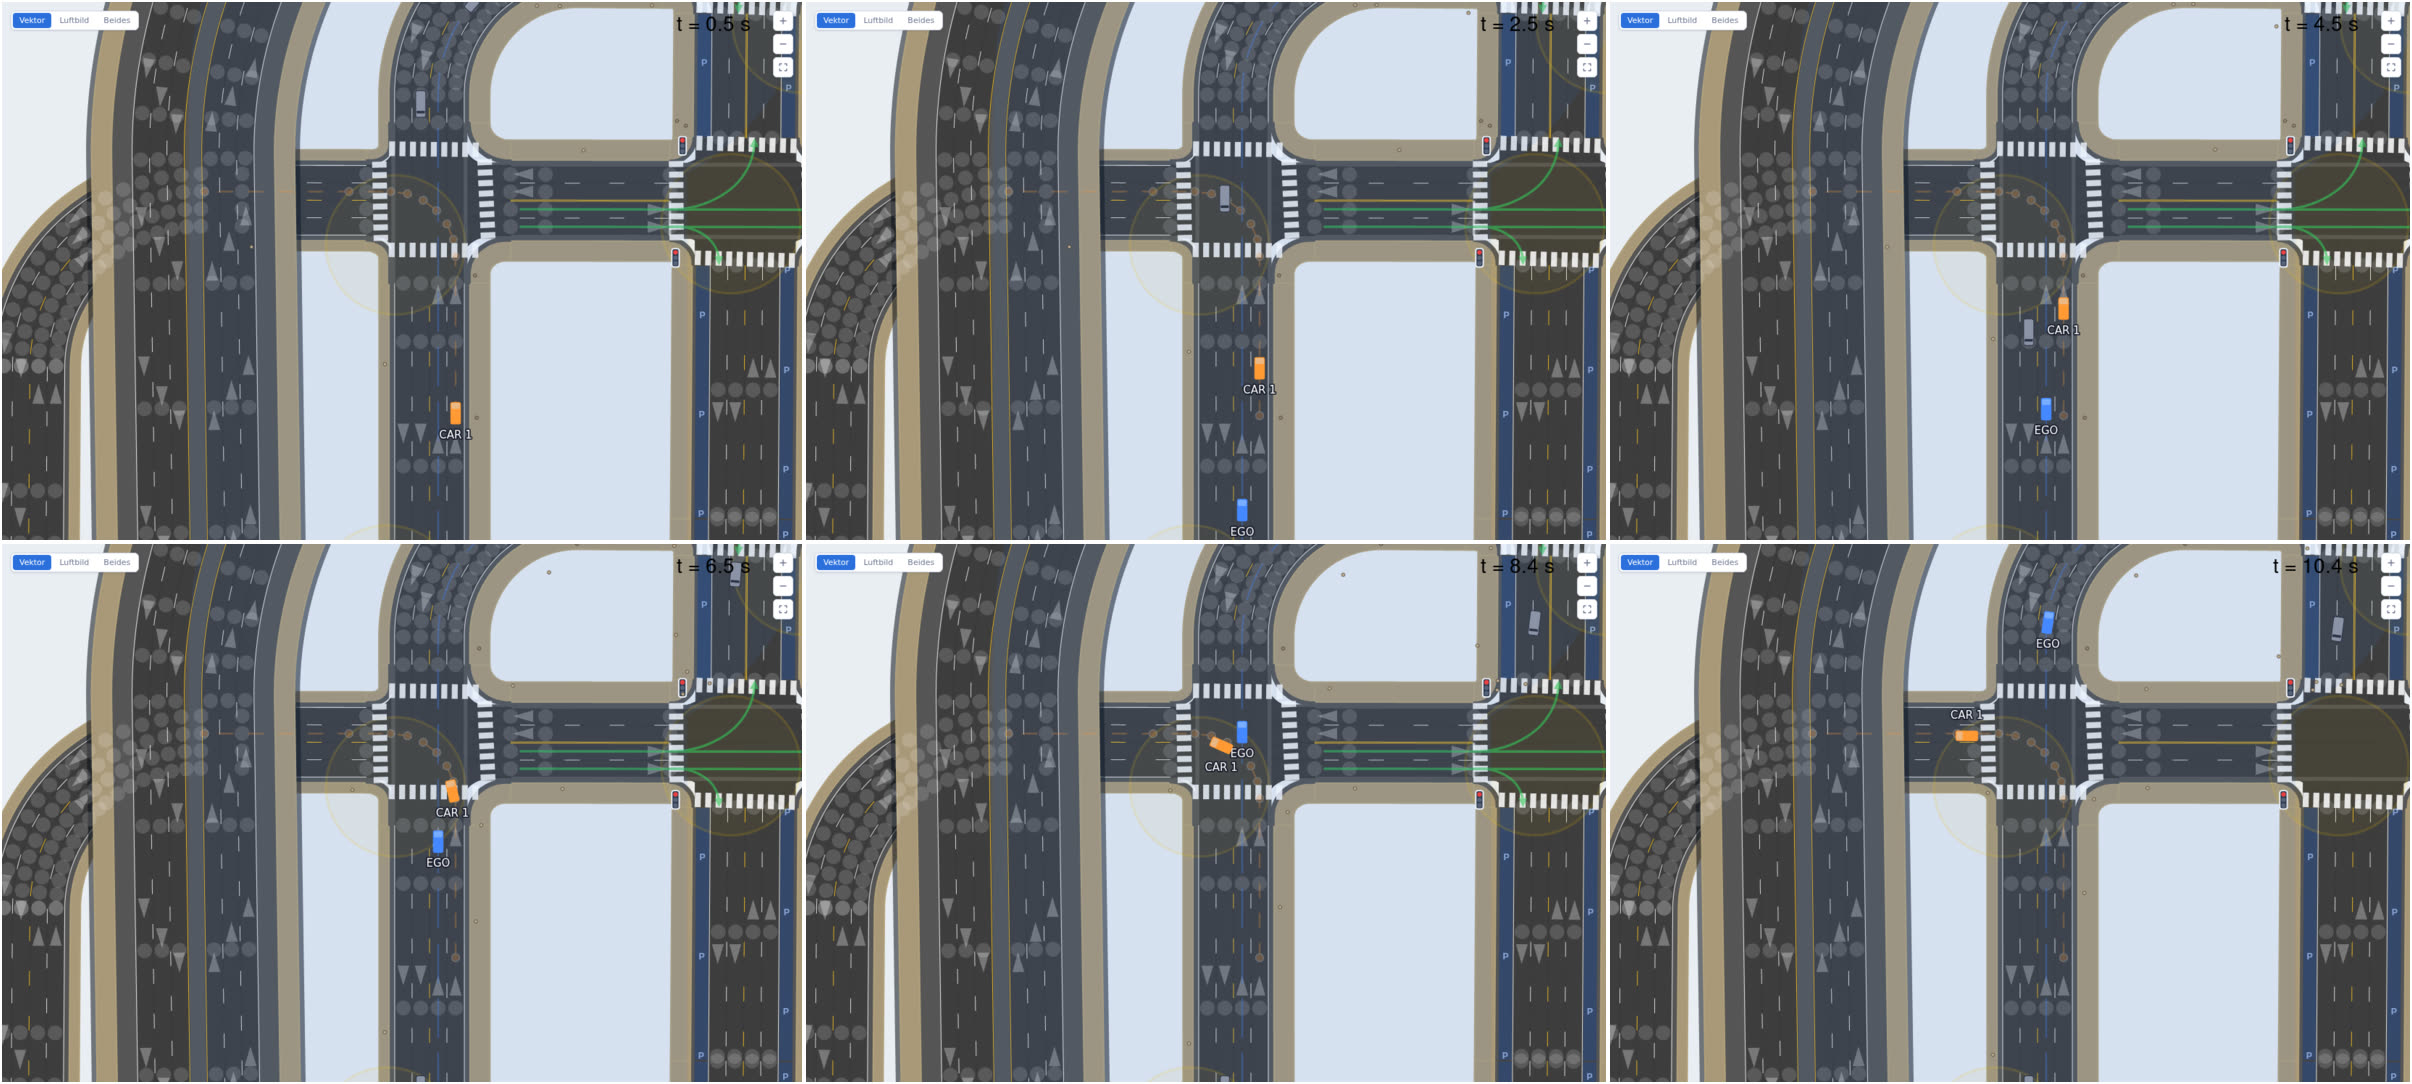 Vektor Luftbild Beides
t = 0.5 s
+
−
P
P
CAR 1
P
P
P
P
P
Vektor Luftbild Beides
t = 2.5 s
+
−
P
P
CAR 1
EGO
P
P
P
P
P
P
Vektor Luftbild Beides
t = 4.5 s
+
−
P
P
CAR 1
EGO
P
P
P
P
P
P
Vektor Luftbild Beides
t = 6.5 s
+
−
P
P
CAR 1
EGO
P
P
P
P
P
P
Vektor Luftbild Beides
t = 8.4 s
+
−
P
P
EGO
CAR 1
P
P
P
P
P
P
Vektor Luftbild Beides
t = 10.4 s
+
−
P
P
EGO
CAR 1
P
P
P
P
P
P